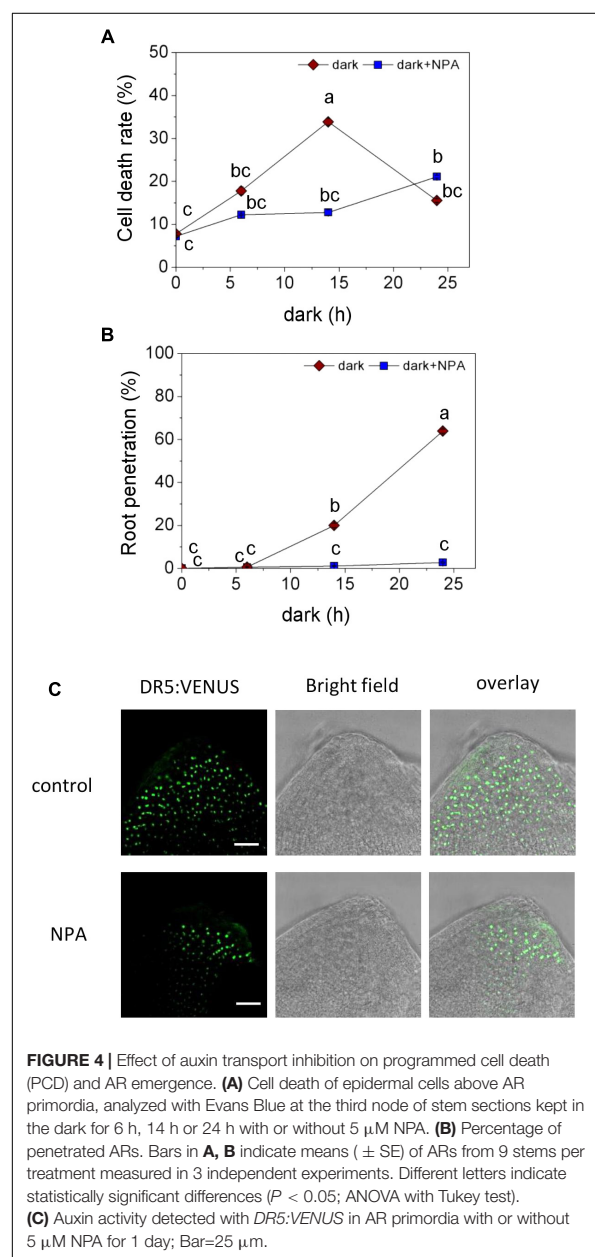 A
dark dark+NPA
50
40
30
20
10
0
Cell death rate (%)
a
b
bc
bc
bc
bc
c
c
0 5 10 15 20 25
dark (h)
B
dark dark+NPA
100
80
60
40
20
0
Root penetration (%)
a
b
c
c
c
c
c
c
0 5 10 15 20 25
dark (h)
C
DR5:VENUS Bright field overlay
control
NPA
FIGURE 4 | Effect of auxin transport inhibition on programmed cell death
(PCD) and AR emergence. (A) Cell death of epidermal cells above AR
primordia, analyzed with Evans Blue at the third node of stem sections kept in
the dark for 6 h, 14 h or 24 h with or without 5 μM NPA. (B) Percentage of
penetrated ARs. Bars in A, B indicate means ( ± SE) of ARs from 9 stems per
treatment measured in 3 independent experiments. Different letters indicate
statistically significant differences (P < 0.05; ANOVA with Tukey test).
(C) Auxin activity detected with DR5:VENUS in AR primordia with or without
5 μM NPA for 1 day; Bar=25 μm.